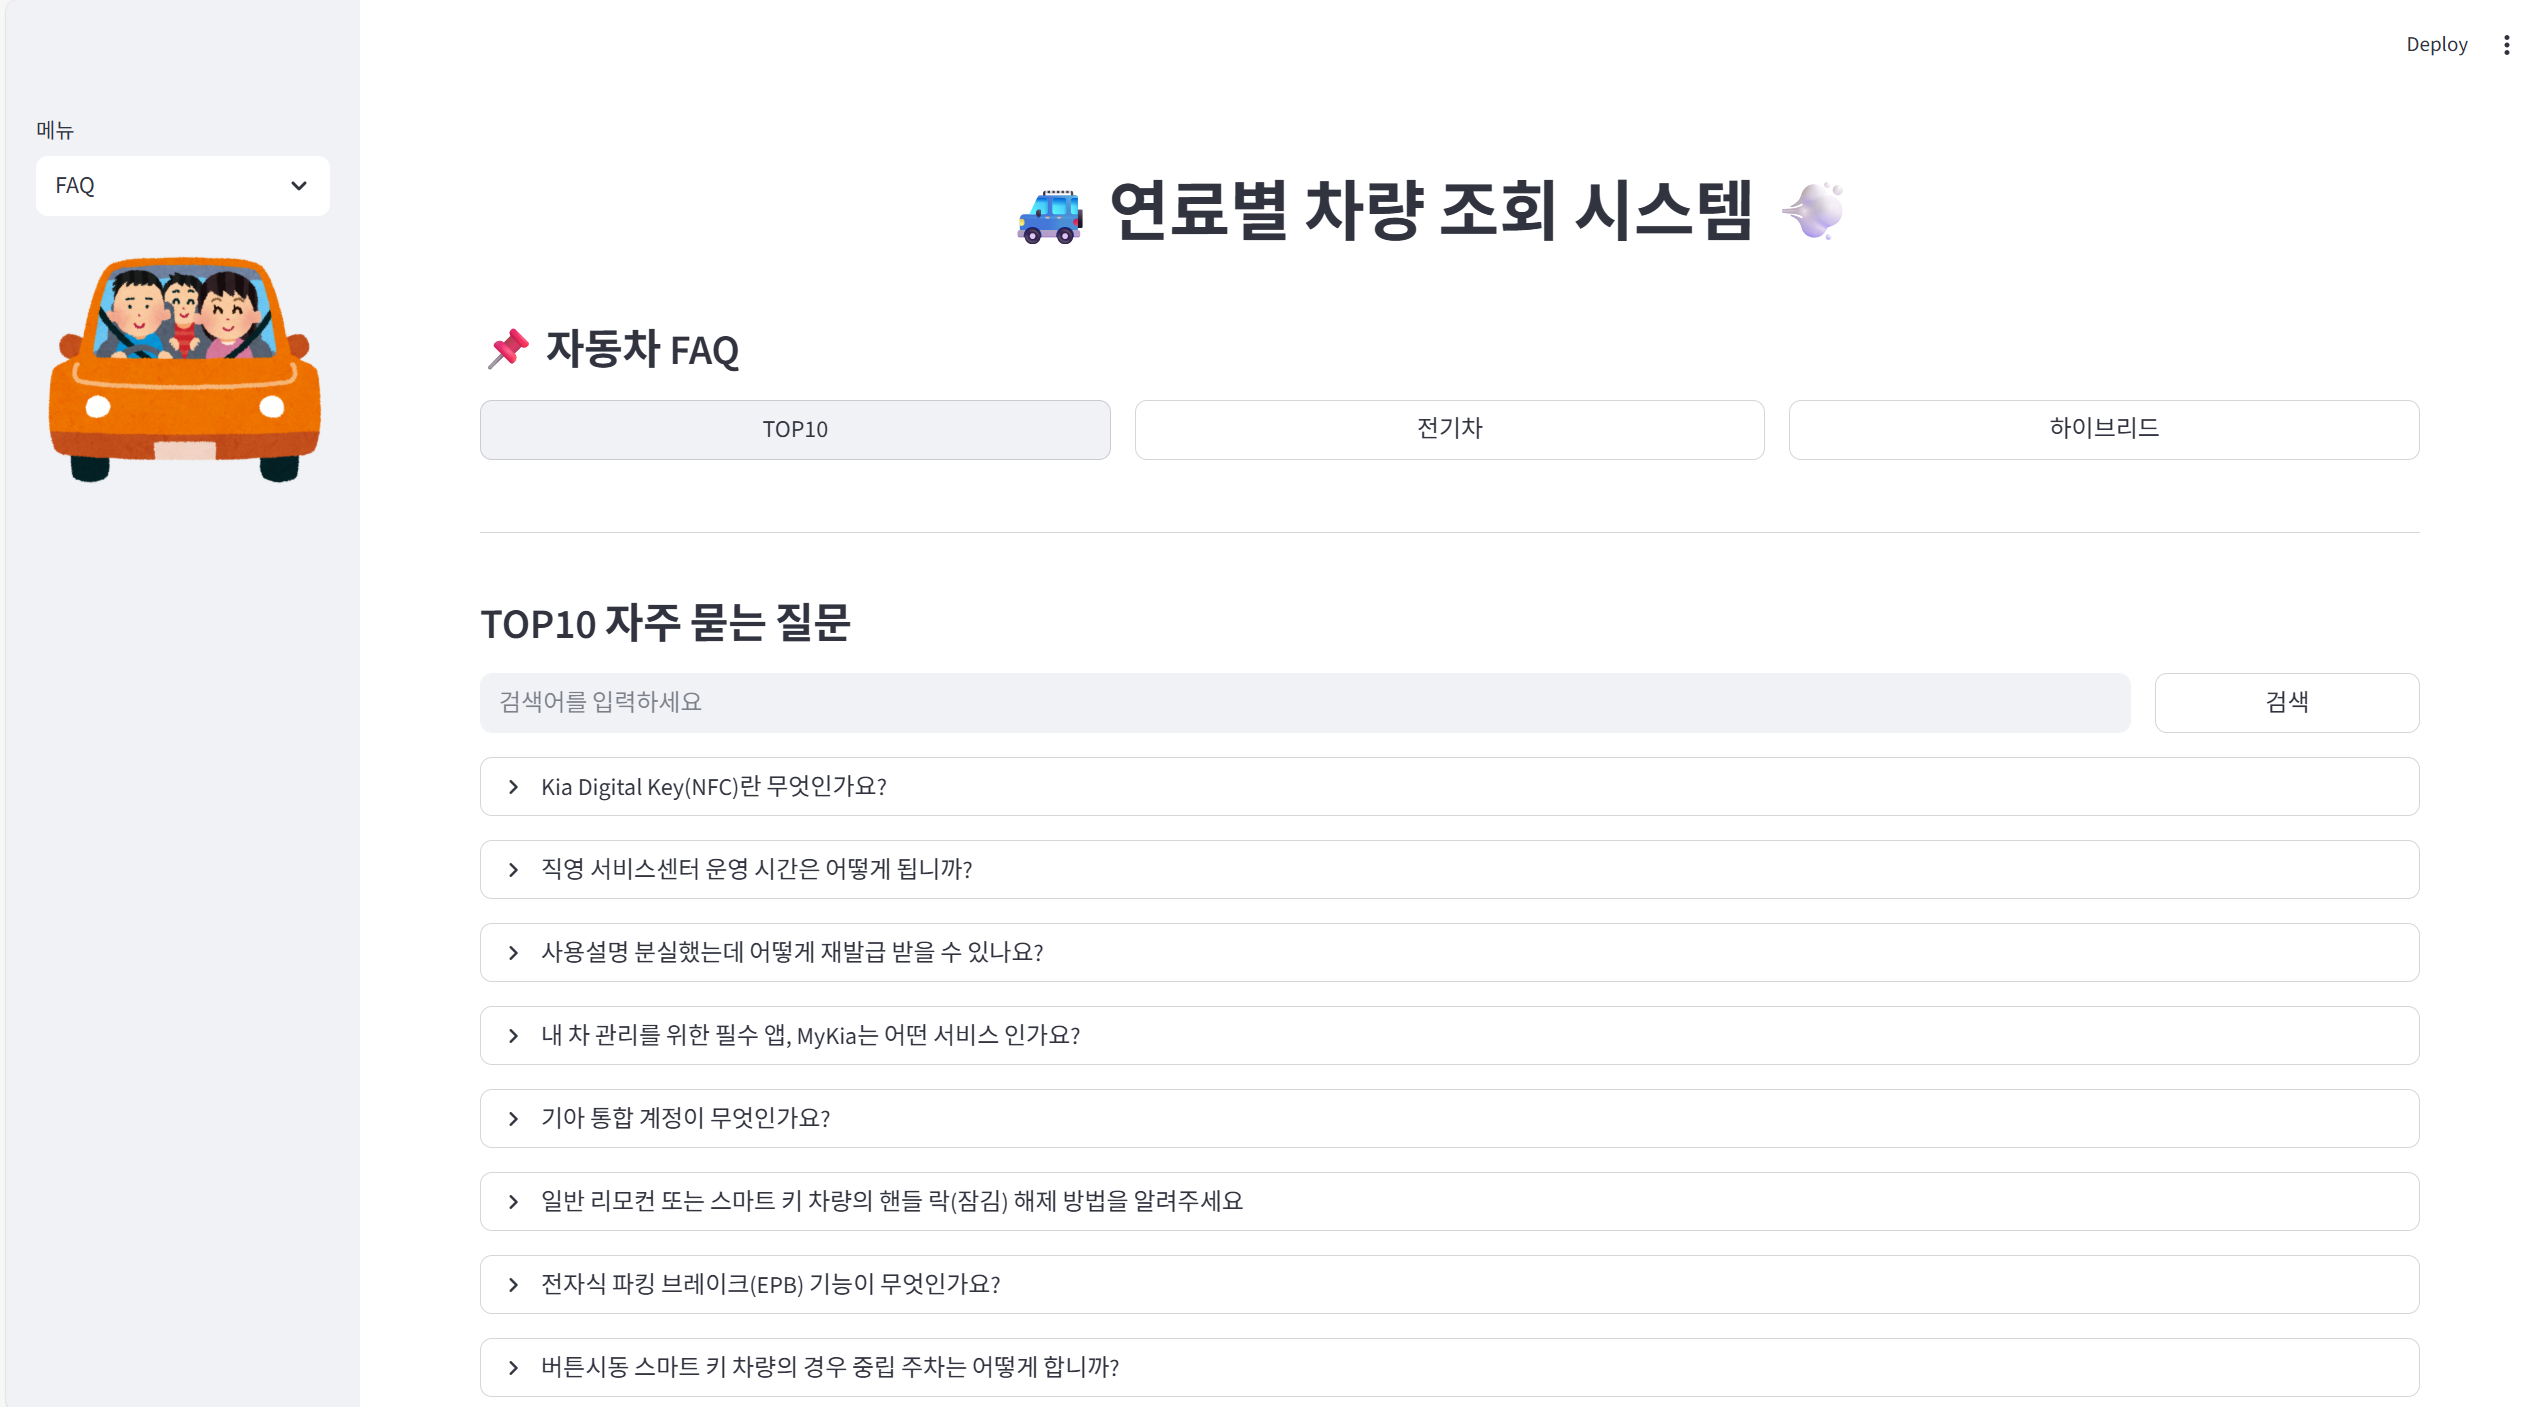 Deploy
메뉴
FAQ
연료별 차량 조회 시스템
자동차 FAQ
TOP10
전기차
하이브리드
TOP10 자주 묻는 질문
검색어를 입력하세요
검색
Kia Digital Key(NFC)란 무엇인가요?
직영 서비스센터 운영 시간은 어떻게 됩니까?
사용설명 분실했는데 어떻게 재발급 받을 수 있나요?
내 차 관리를 위한 필수 앱, MyKia는 어떤 서비스 인가요?
기아 통합 계정이 무엇인가요?
일반 리모컨 또는 스마트 키 차량의 핸들 락(잠김) 해제 방법을 알려주세요
전자식 파킹 브레이크(EPB) 기능이 무엇인가요?
버튼시동 스마트 키 차량의 경우 중립 주차는 어떻게 합니까?